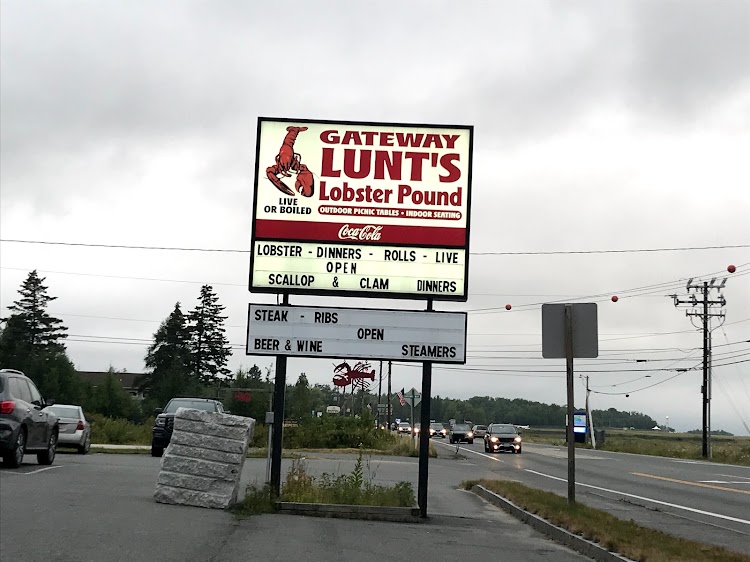 GATEWAY
LUNT'S
Lobster Pound
LIVE
OR BOILED
OUTDOOR PICNIC TABLES • INDOOR SEATING
Coca-Cola
LOBSTER - DINNERS - ROLLS - LIVE
OPEN
SCALLOP & CLAM DINNERS
STEAK - RIBS
OPEN
BEER & WINE STEAMERS